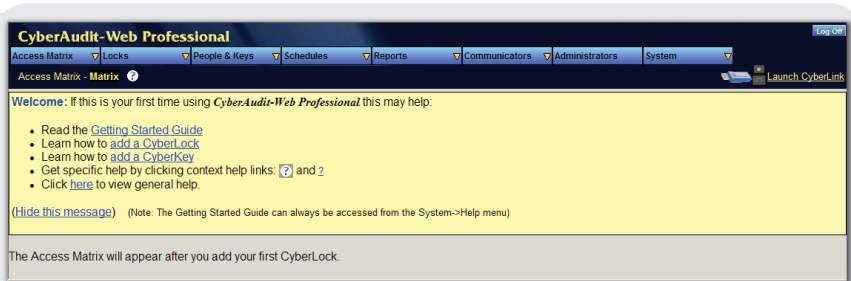 CyberAudit-Web Professional
Log Off
Access Matrix Locks People & Keys Schedules Reports Communicators Administrators System
Access Matrix - Matrix ? Launch CyberLink
Welcome: If this is your first time using CyberAudit-Web Professional this may help:
• Read the Getting Started Guide
• Learn how to add a CyberLock
• Learn how to add a CyberKey
• Get specific help by clicking context help links: ? and ?
• Click here to view general help.
(Hide this message) (Note: The Getting Started Guide can always be accessed from the System->Help menu)
The Access Matrix will appear after you add your first CyberLock.